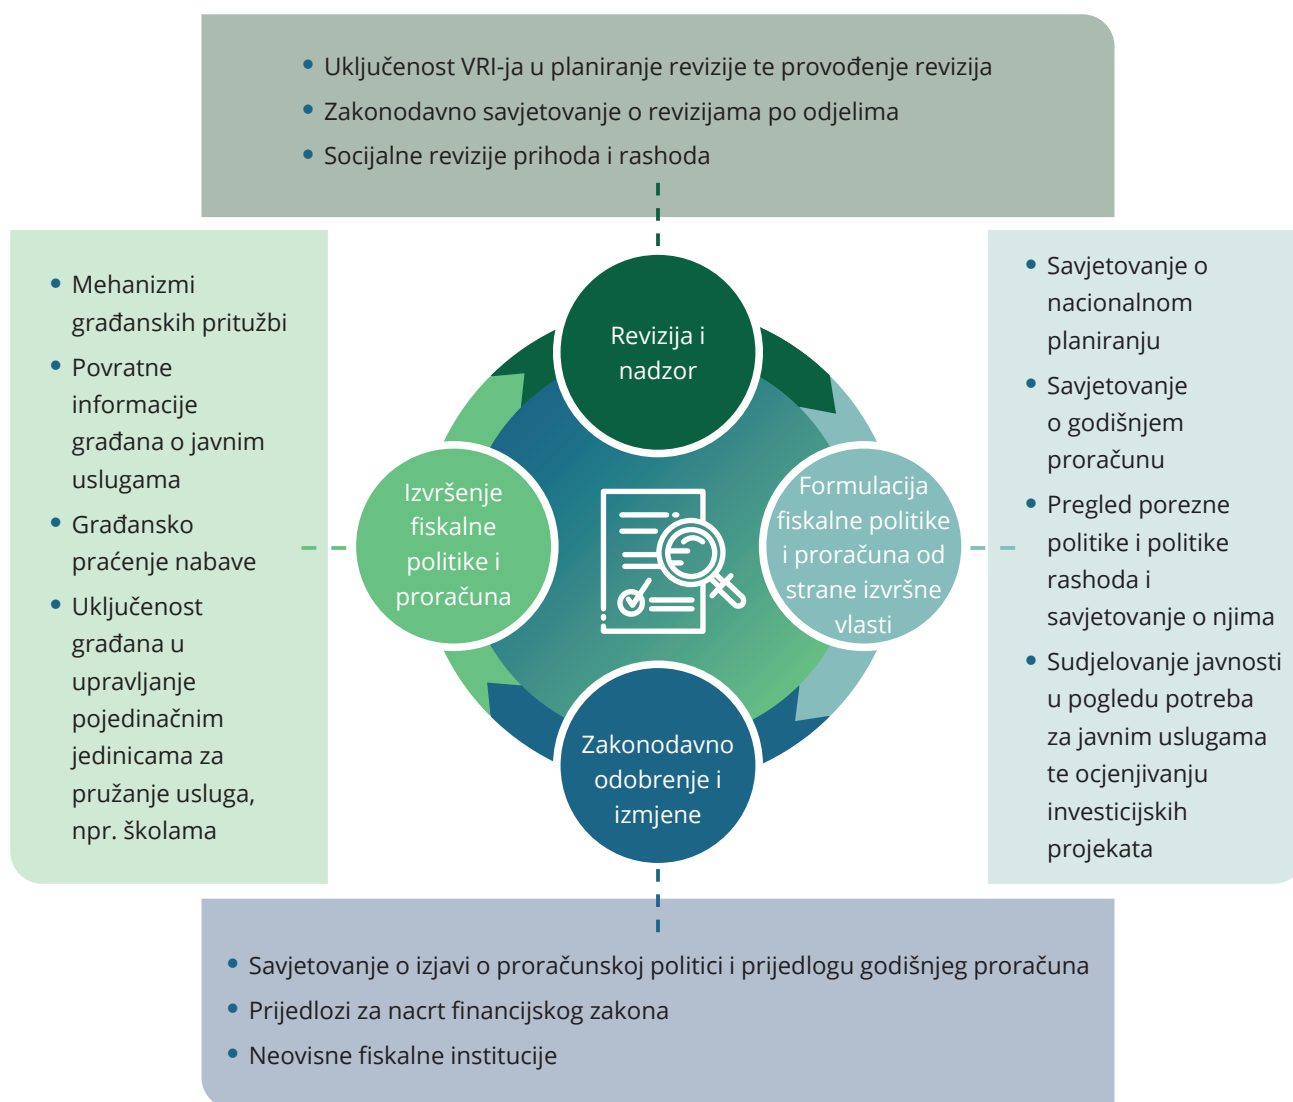 Uključenost VRI-ja u planiranje revizije te provođenje revizija
Zakonodavno savjetovanje o revizijama po odjelima
Socijalne revizije prihoda i rashoda
Mehanizmi
građanskih pritužbi
Povratne
informacije
građana o javnim
uslugama
Građansko
praćenje nabave
Uključenost
građana u
upravljanje
pojedinačnim
jedinicama za
pružanje usluga,
npr. školama
Revizija i
nadzor
Izvršenje
fiskalne
politike i
proračuna
Formulacija
fiskalne politike
i proračuna od
strane izvršne
vlasti
Zakonodavno
odobrenje i
izmjene
Savjetovanje o
nacionalnom
planiranju
Savjetovanje
o godišnjem
proračunu
Pregled porezne
politike i politike
rashoda i
savjetovanje o njima
Sudjelovanje javnosti
u pogledu potreba
za javnim uslugama
te ocjenjivanju
investicijskih
projekata
Savjetovanje o izjavi o proračunskoj politici i prijedlogu godišnjeg proračuna
Prijedlozi za nacrt financijskog zakona
Neovisne fiskalne institucije